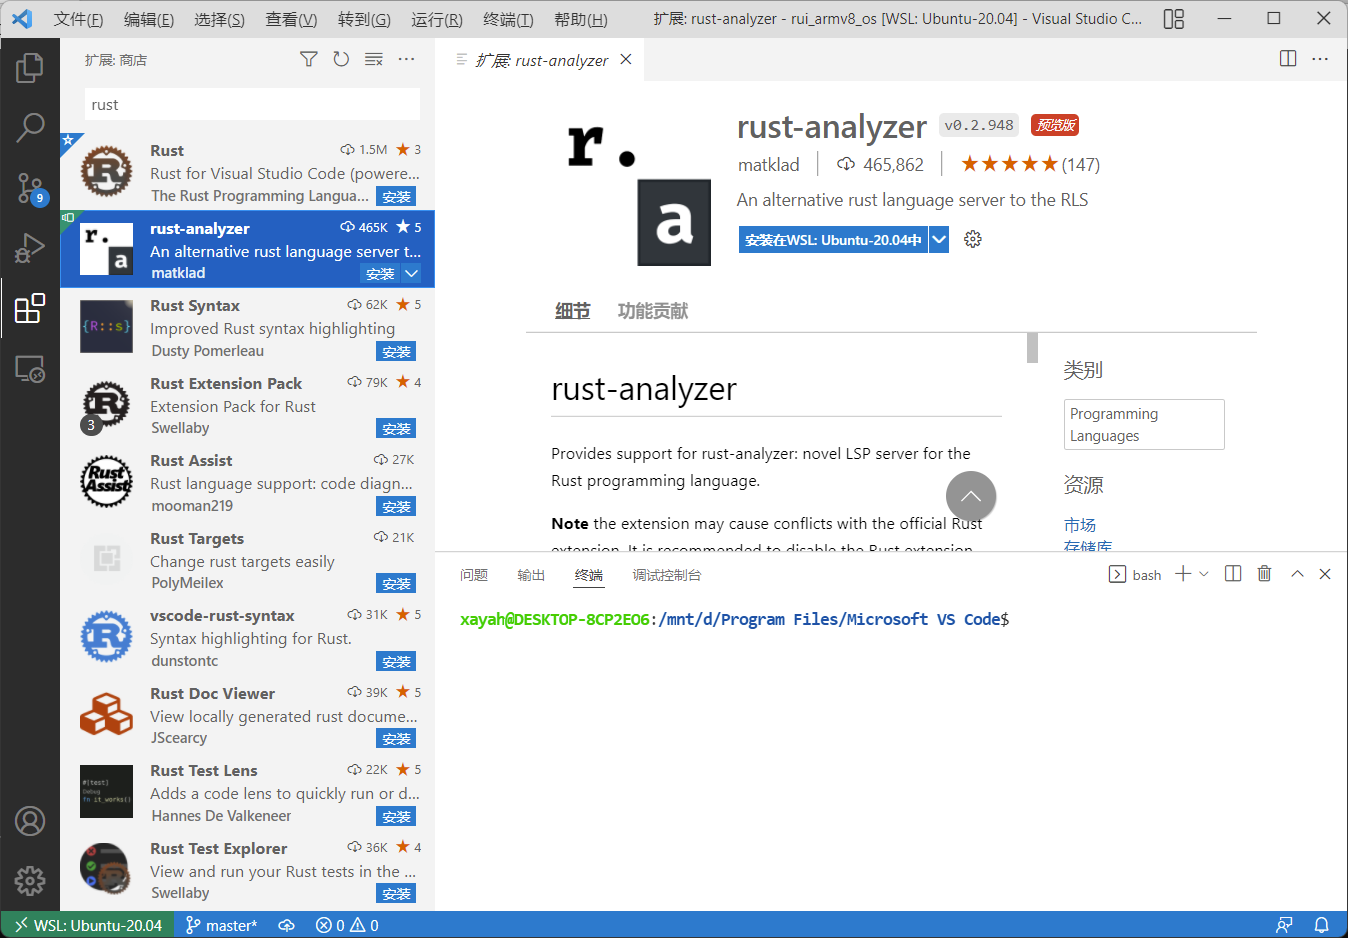 文件(F) 编辑(E) 选择(S) 查看(V) 转到(G) 运行(R) 终端(T) 帮助(H) 扩展: rust-analyzer - rui_armv8_os [WSL: Ubuntu-20.04] - Visual Studio C...
扩展: 商店
rust
Rust 1.5M 3
Rust for Visual Studio Code (powere...
The Rust Programming Langua... 安装
rust-analyzer 465K 5
An alternative rust language server t...
matklad 安装
r.
a
Rust Syntax 62K 5
Improved Rust syntax highlighting
Dusty Pomerleau 安装
{R::s}
Rust Extension Pack 79K 4
Extension Pack for Rust
Swellaby 安装
3
Rust Assist 27K
Rust language support: code diagn...
mooman219 安装
Rust
Assist
Rust Targets 21K
Change rust targets easily
PolyMeilex 安装
vscode-rust-syntax 31K 5
Syntax highlighting for Rust.
dunstontc 安装
Rust Doc Viewer 39K 5
View locally generated rust docume...
JScearcy 安装
Rust Test Lens 22K 5
Adds a code lens to quickly run or d...
Hannes De Valkeneer 安装
#[test]
Debug
fn it_works()
Rust Test Explorer 36K 4
View and run your Rust tests in the ...
Swellaby 安装
9
扩展: rust-analyzer
r.
a
rust-analyzer v0.2.948 预览版
matklad 465,862 (147)
An alternative rust language server to the RLS
安装在WSL: Ubuntu-20.04中
细节 功能贡献
rust-analyzer
Provides support for rust-analyzer: novel LSP server for the
Rust programming language.
Note the extension may cause conflicts with the official Rust
extension. It is recommended to disable the Rust extension
类别
Programming
Languages
资源
市场
存储库
问题 输出 终端 调试控制台 bash
xayah@DESKTOP-8CP2EO6:/mnt/d/Program Files/Microsoft VS Code$
WSL: Ubuntu-20.04 master* 0 0